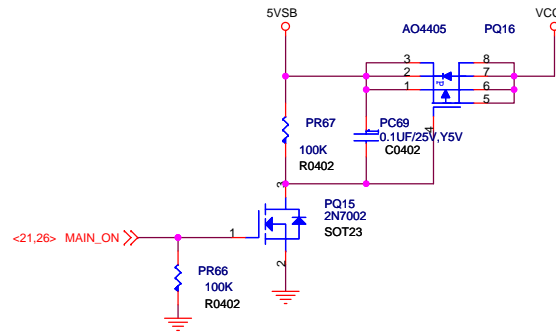 5VSB
VCC
AO4405
PQ16
3
2
1
8
7
6
5
4
PR67
100K
R0402
PC69
0.1UF/25V,Y5V
C0402
3
PQ15
2N7002
SOT23
1
2
<21,26> MAIN_ON
PR66
100K
R0402